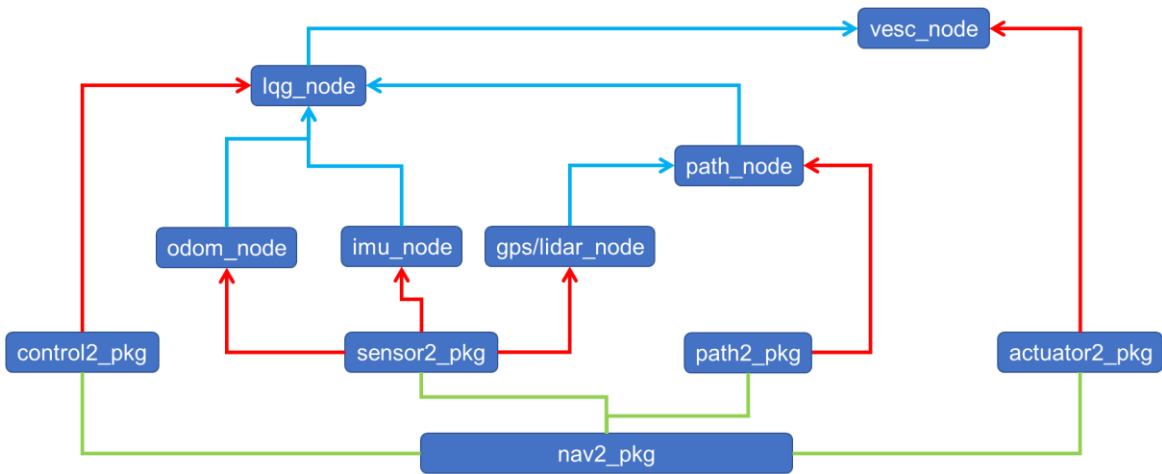 vesc_node
lqg_node
path_node
odom_node
imu_node
gps/lidar_node
control2_pkg
sensor2_pkg
path2_pkg
actuator2_pkg
nav2_pkg